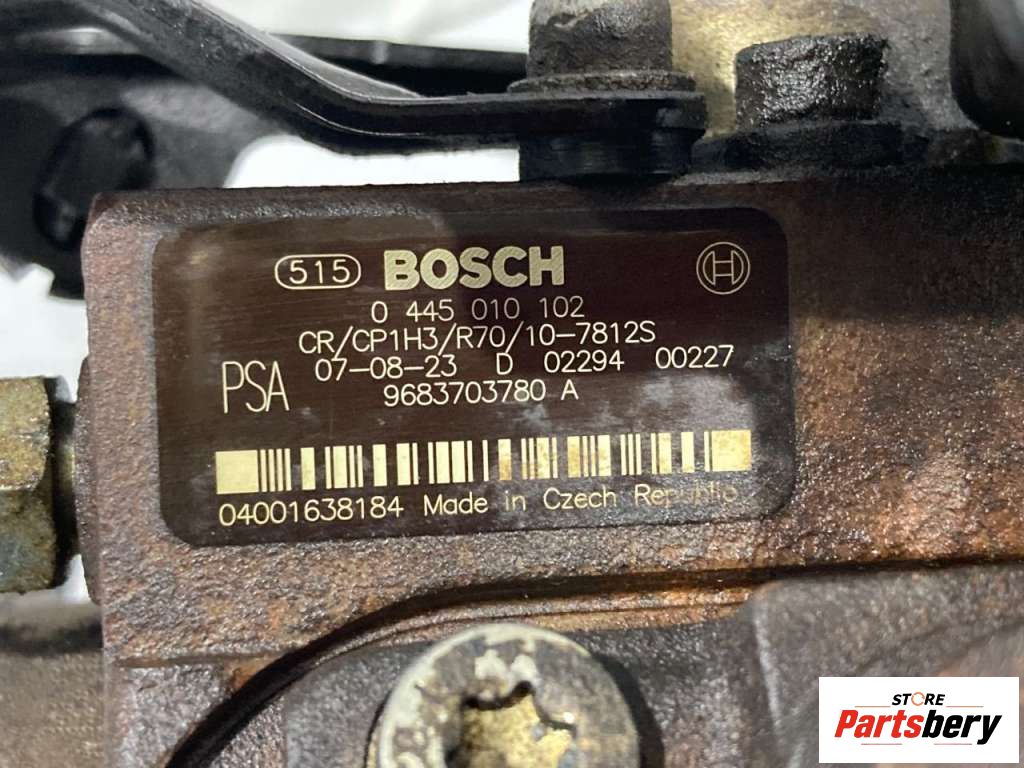 515 BOSCH
0 445 010 102
CR/CP1H3/R70/10-7812S
07-08-23 D 02294 00227
PSA 9683703780 A
04001638184 Made in Czech Republic
STORE
Partsbery